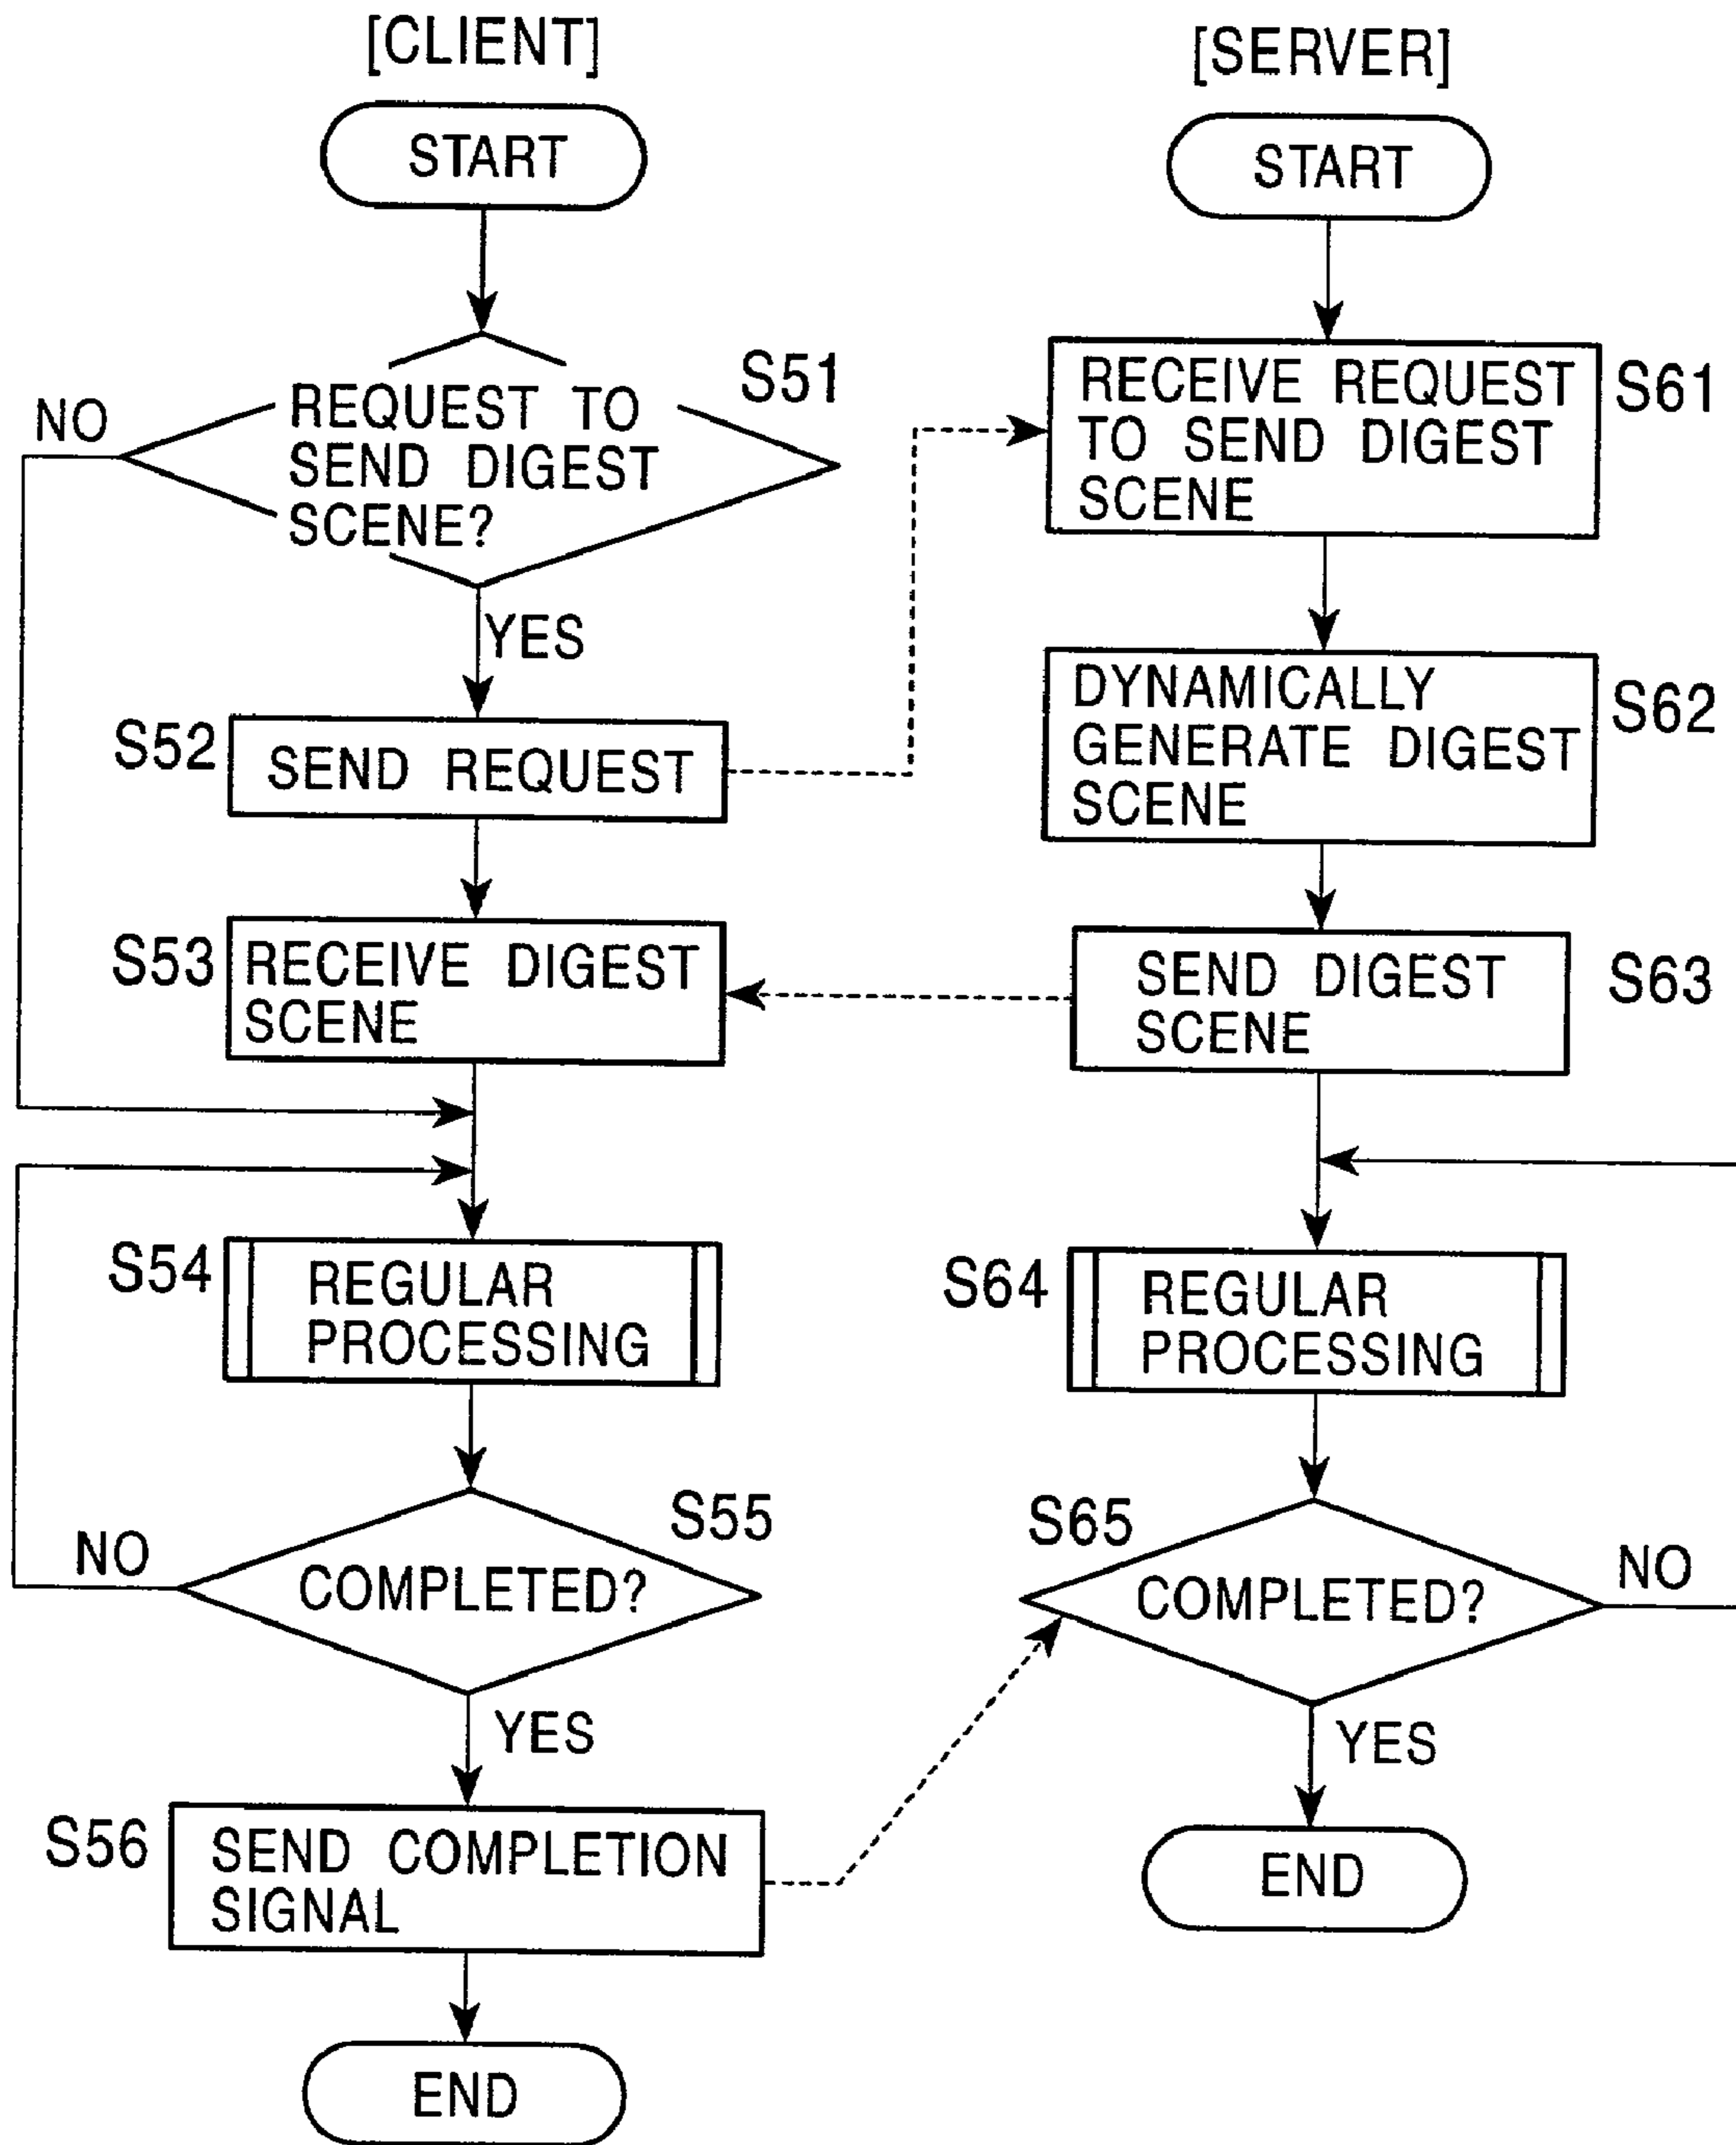 [CLIENT]
START
REQUEST TO
SEND DIGEST
SCENE?
S51
NO
YES
S52
SEND REQUEST
S53
RECEIVE DIGEST
SCENE
S54
REGULAR
PROCESSING
S55
COMPLETED?
NO
YES
S56
SEND COMPLETION
SIGNAL
END
[SERVER]
START
RECEIVE REQUEST
TO SEND DIGEST
SCENE
S61
DYNAMICALLY
GENERATE DIGEST
SCENE
S62
SEND DIGEST
SCENE
S63
S64
REGULAR
PROCESSING
S65
COMPLETED?
NO
YES
END